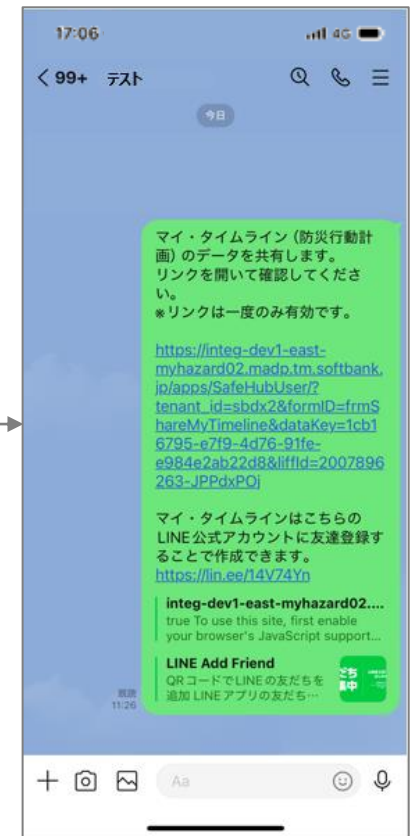 17:06
4G
99+ テスト
今日
マイ・タイムライン（防災行動計
画）のデータを共有します。
リンクを開いて確認してくださ
い。
※リンクは一度のみ有効です。
https://integ-dev1-east-
myhazard02.madp.tm.softbank.
jp/apps/SafeHubUser/?
tenant_id=sbdx2&formID=frmS
hareMyTimeline&dataKey=1cb1
6795-e7f9-4d76-91fe-
e984e2ab22d8&liffId=2007896
263-JPPdxPOj
マイ・タイムラインはこちらの
LINE公式アカウントに友達登録す
ることで作成できます。
https://lin.ee/14V74Yn
integ-dev1-east-myhazard02....
true To use this site, first enable
your browser's JavaScript support...
LINE Add Friend
QRコードでLINEの友だちを
追加 LINEアプリの友だち…
既読
11:26
Aa